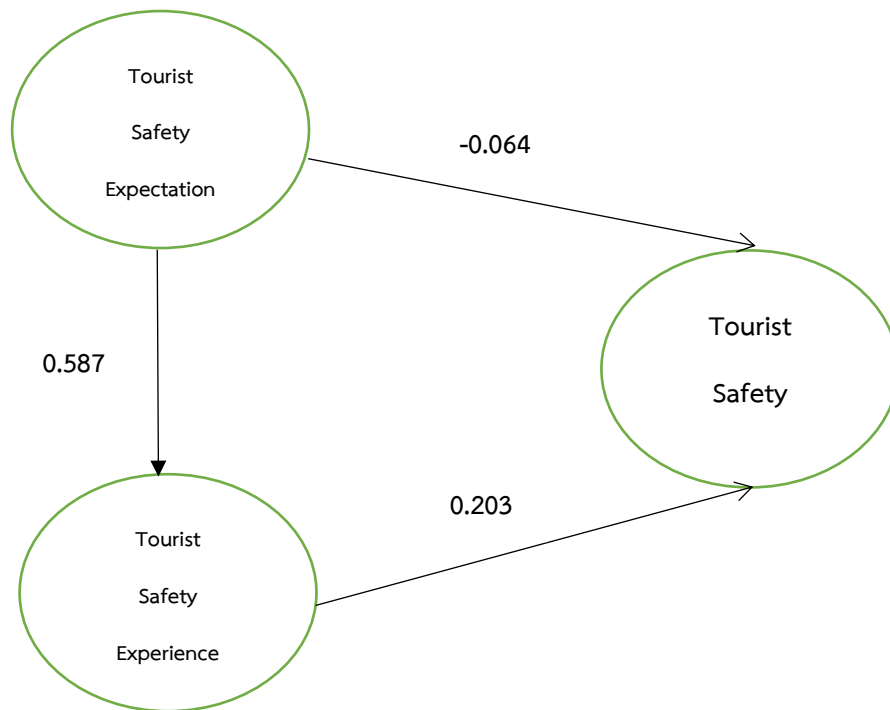 Tourist
Safety
Expectation
-0.064
Tourist
Safety
0.587
0.203
Tourist
Safety
Experience